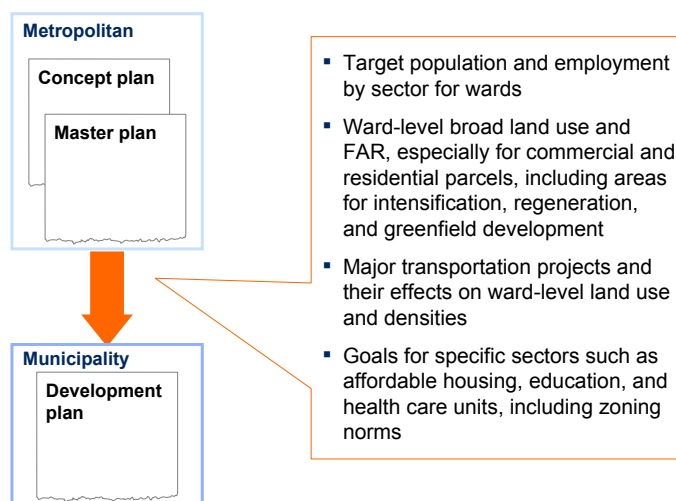 Metropolitan
Concept plan
Master plan
▪ Target population and employment
by sector for wards
▪ Ward-level broad land use and
FAR, especially for commercial and
residential parcels, including areas
for intensification, regeneration,
and greenfield development
▪ Major transportation projects and
their effects on ward-level land use
and densities
▪ Goals for specific sectors such as
affordable housing, education, and
health care units, including zoning
norms
Municipality
Development
plan